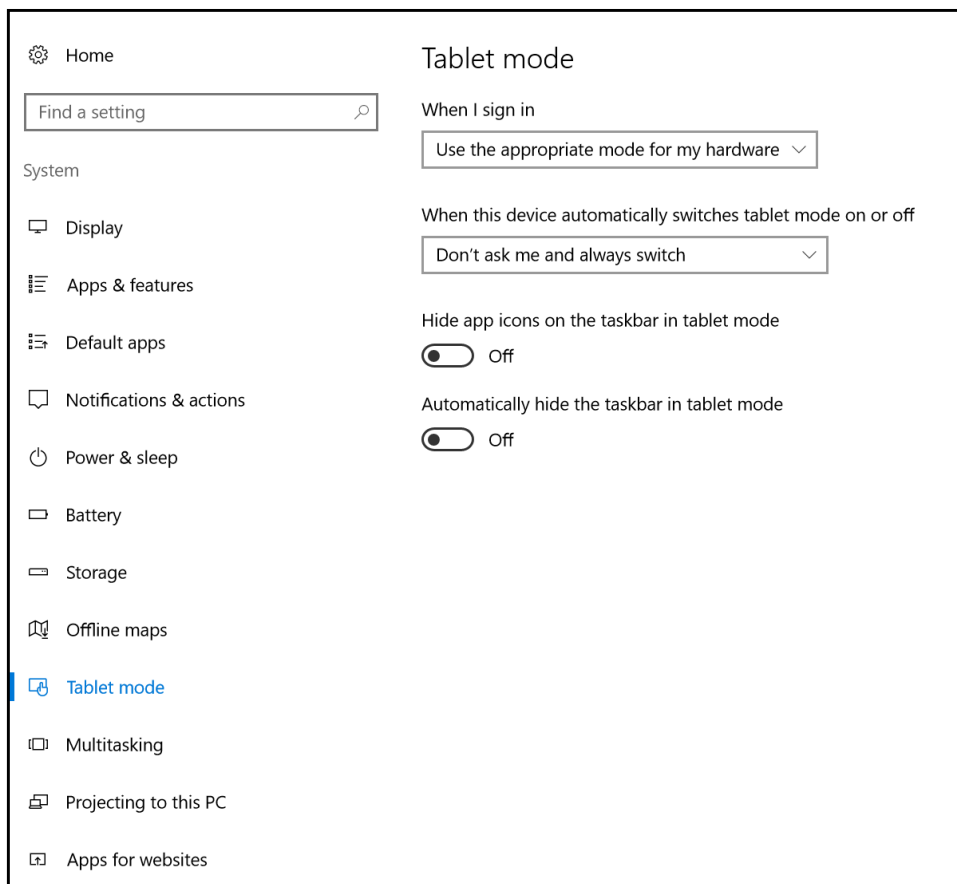 Home
Find a setting
System
Display
Apps & features
Default apps
Notifications & actions
Power & sleep
Battery
Storage
Offline maps
Tablet mode
Multitasking
Projecting to this PC
Apps for websites
Tablet mode
When I sign in
Use the appropriate mode for my hardware
When this device automatically switches tablet mode on or off
Don't ask me and always switch
Hide app icons on the taskbar in tablet mode
Off
Automatically hide the taskbar in tablet mode
Off